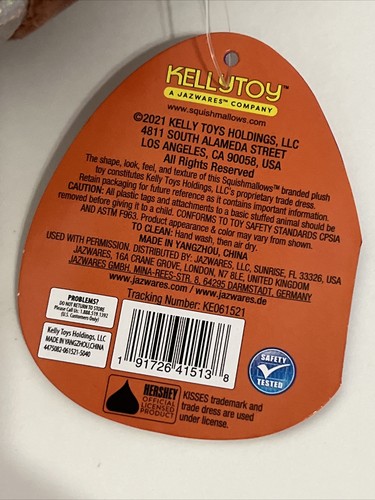 KELLYTOY™
A JAZWARES™ COMPANY
www.squishmallows.com
©2021 KELLY TOYS HOLDINGS, LLC
4811 SOUTH ALAMEDA STREET
LOS ANGELES, CA 90058, USA
All Rights Reserved
The shape, look, feel, and texture of this Squishmallows™ branded plush
toy constitutes Kelly Toys Holdings, LLC's proprietary trade dress.
Retain packaging for future reference as it contains important information.
CAUTION: All plastic tags and attachments to a basic stuffed animal should be
removed before giving it to a child. CONFORMS TO TOY SAFETY STANDARDS CPSIA
AND ASTM F963. Product appearance & color may vary from shown.
TO CLEAN: Hand wash, then air dry.
MADE IN YANGZHOU, CHINA
USED WITH PERMISSION. DISTRIBUTED BY: JAZWARES, LLC, SUNRISE, FL 33326, USA
JAZWARES, 16A CRANE GROVE, LONDON, N7 8LE, UNITED KINGDOM
JAZWARES GMBH, MINA-REES-STR. 8, 64295 DARMSTADT, GERMANY
www.jazwares.com / www.jazwares.de
Tracking Number: KE061521
PROBLEMS?
DO NOT RETURN TO STORE
Please Call Us: 1.888.519.1392
(U.S. Customers Only)
Kelly Toys Holdings, LLC
MADE IN YANGZHOU,CHINA
4475082-061521-5040
1 91726 41513 8
SAFETY
TESTED
HERSHEY
OFFICIAL
LICENSED
PRODUCT
KISSES trademark and
trade dress are used
under license.